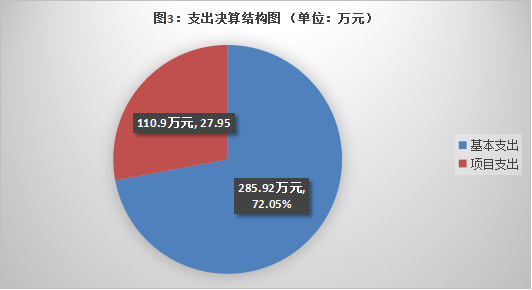 图3：支出决算结构图（单位：万元）
110.9万元, 27.95
285.92万元,
72.05%
基本支出
项目支出